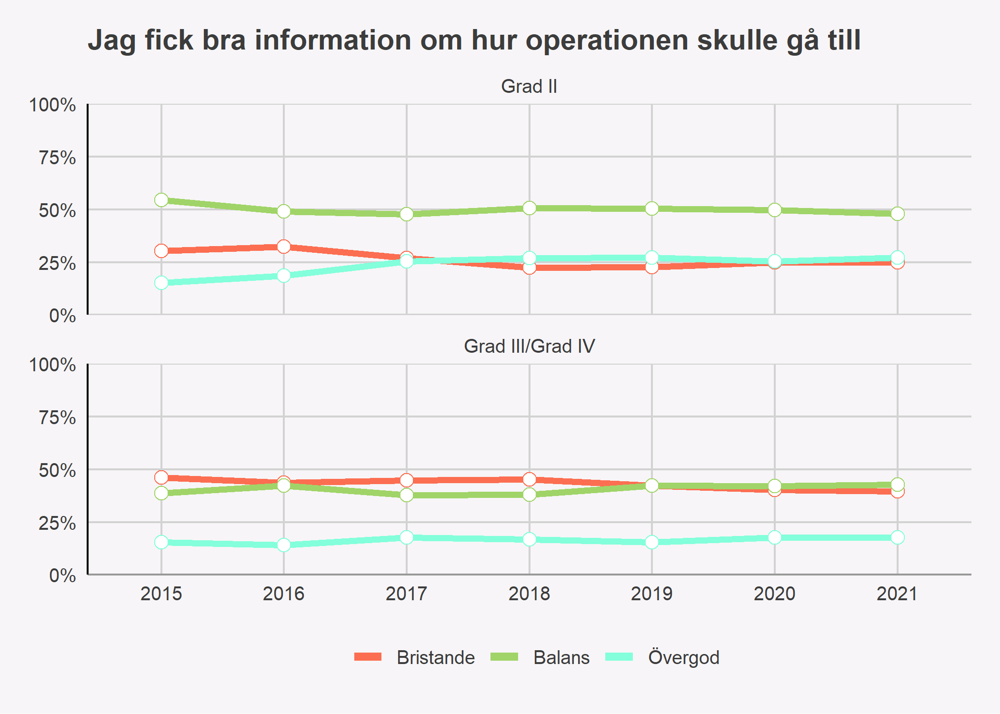 Jag fick bra information om hur operationen skulle gå till
Grad II
100%
75%
50%
25%
0%
Grad III/Grad IV
100%
75%
50%
25%
0%
2015 2016 2017 2018 2019 2020 2021
Bristande Balans Övergod